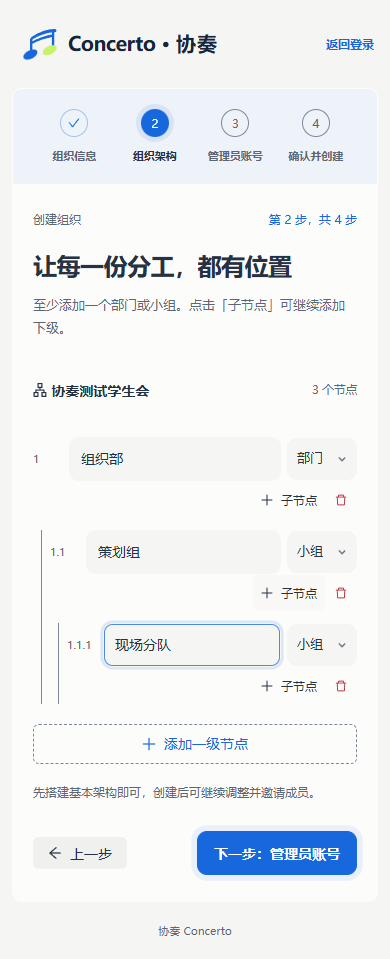 Concerto • 协奏
返回登录
2
3
4
组织信息
组织架构
管理员账号
确认并创建
创建组织
第 2 步，共 4 步
让每一份分工，都有位置
至少添加一个部门或小组。点击「子节点」可继续添加
下级。
协奏测试学生会
3 个节点
1
组织部
部门
子节点
1.1
策划组
小组
子节点
1.1.1
现场分队
小组
子节点
添加一级节点
先搭建基本架构即可，创建后可继续调整并邀请成员。
上一步
下一步：管理员账号
协奏 Concerto